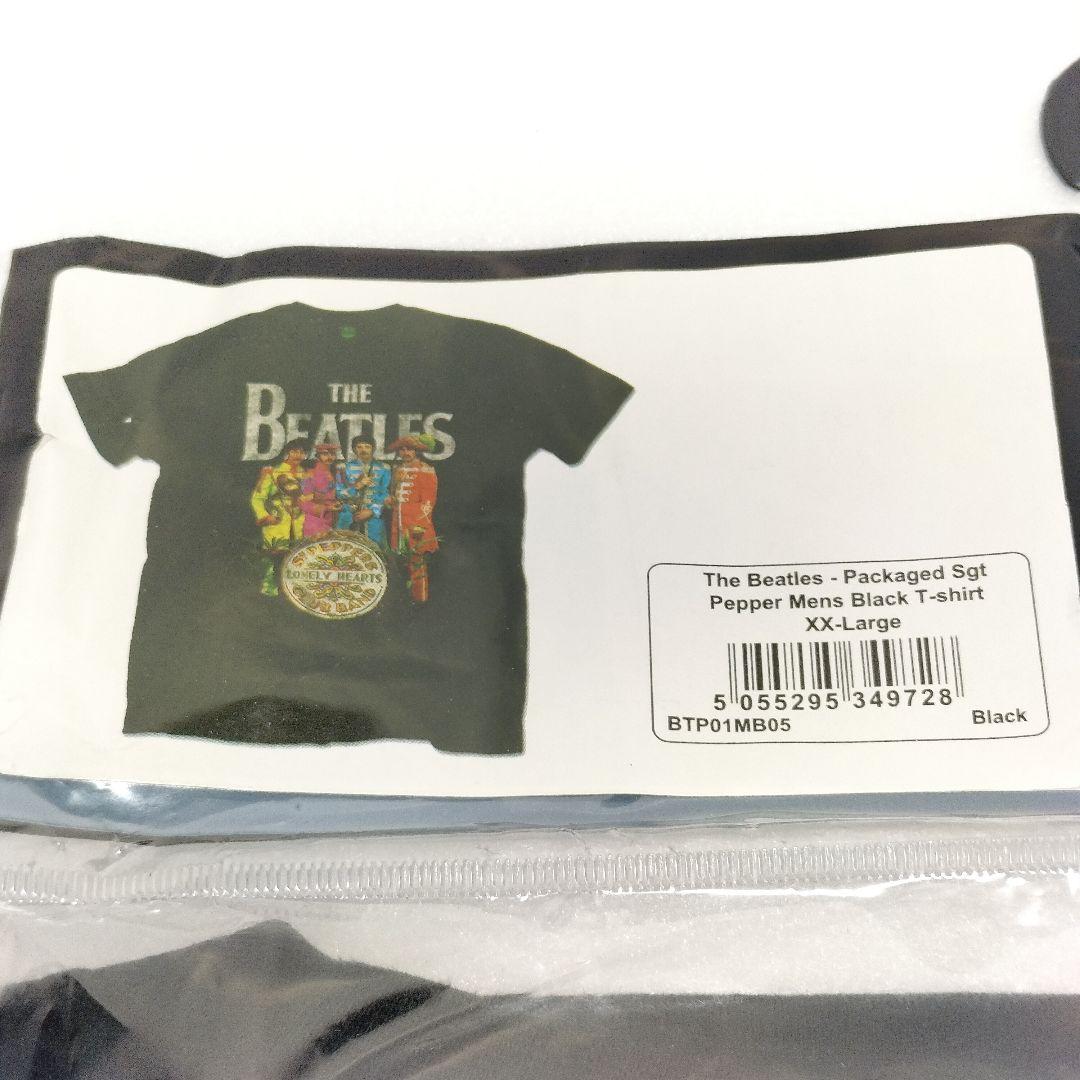 THE
BEATLES
SGT PEPPERS
LONELY HEARTS
CLUB BAND
The Beatles - Packaged Sgt
Pepper Mens Black T-shirt
XX-Large
5 055295 349728
BTP01MB05
Black